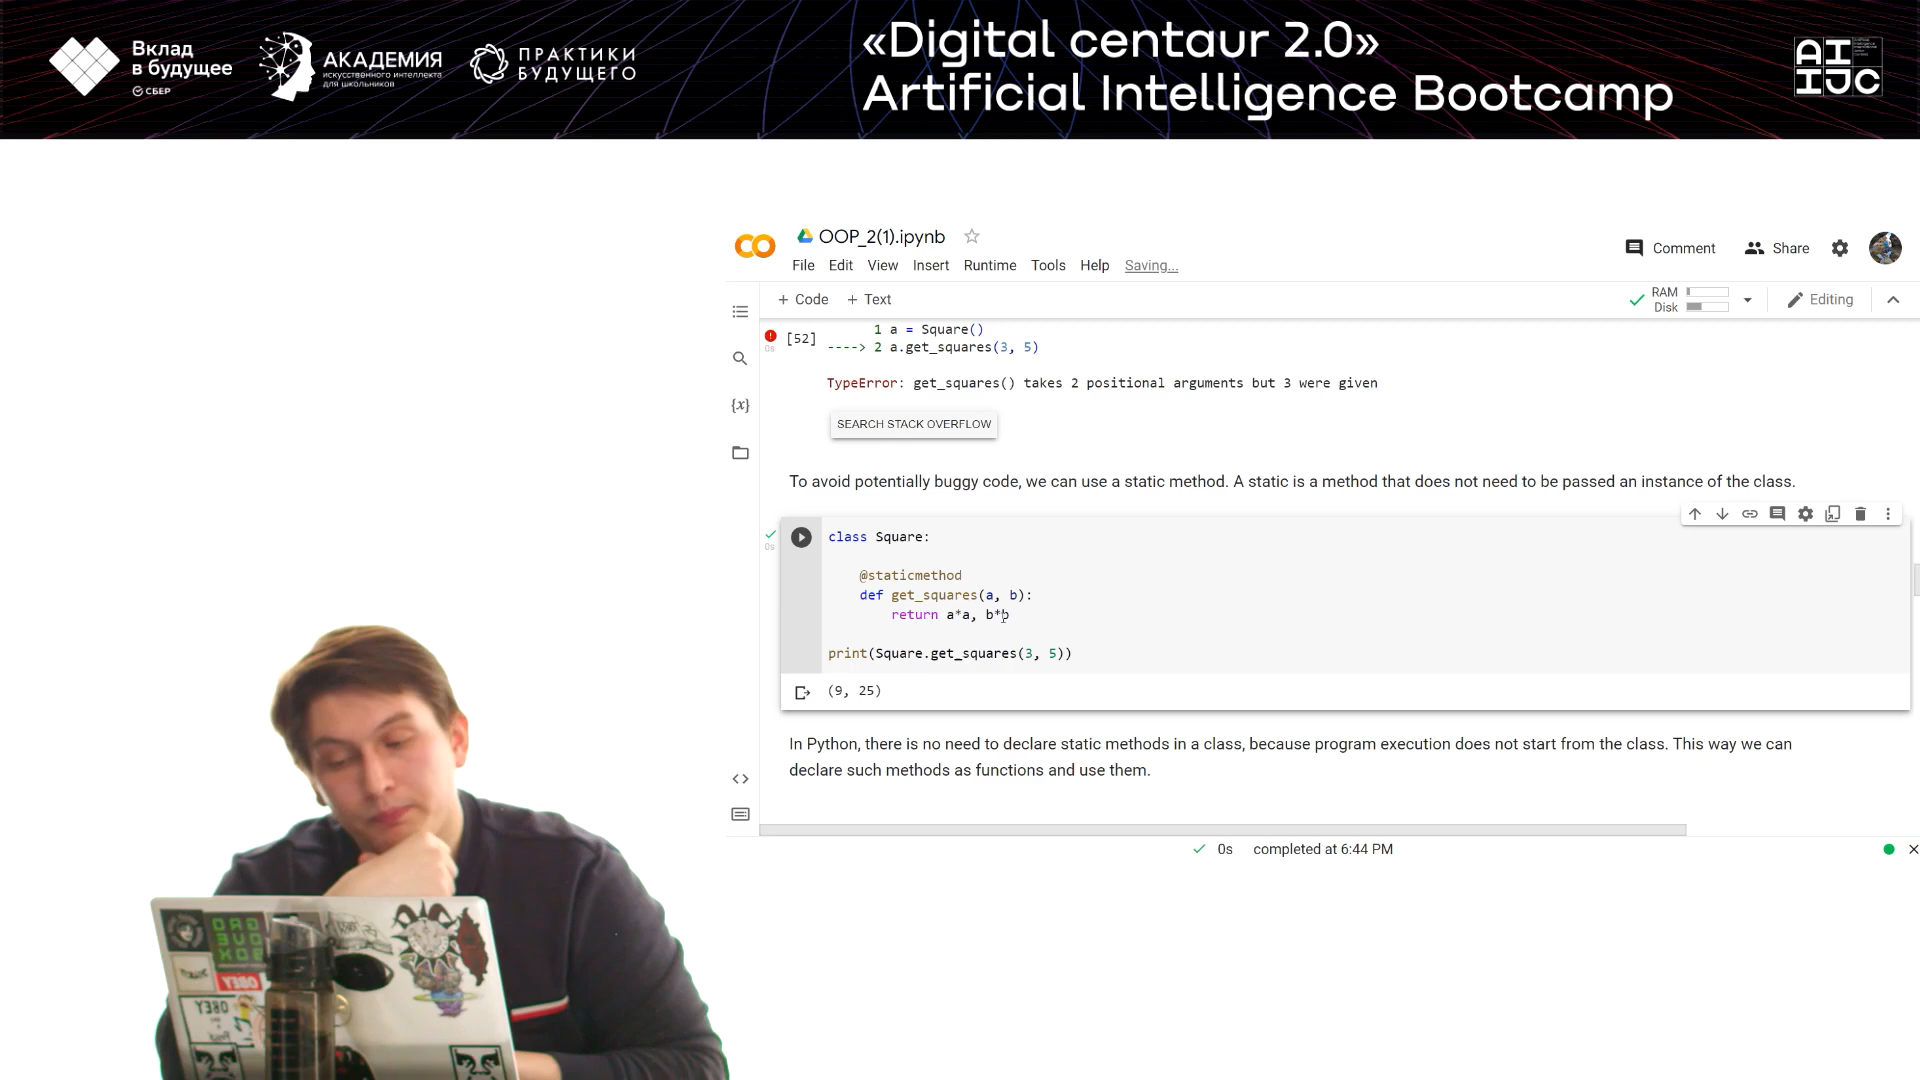 Вклад
в будущее
СБЕР
АКАДЕМИЯ
искусственного интеллекта
для школьников
ПРАКТИКИ
БУДУЩЕГО
«Digital centaur 2.0»
Artificial Intelligence Bootcamp
AI
IJC
OOP_2(1).ipynb
Comment
Share
File Edit View Insert Runtime Tools Help Saving...
+ Code + Text
RAM
Disk
Editing
[52]
0s
1 a = Square()
----> 2 a.get_squares(3, 5)
TypeError: get_squares() takes 2 positional arguments but 3 were given
SEARCH STACK OVERFLOW
{x}
To avoid potentially buggy code, we can use a static method. A static is a method that does not need to be passed an instance of the class.
0s
class Square:
@staticmethod
def get_squares(a, b):
return a*a, b*b
print(Square.get_squares(3, 5))
(9, 25)
In Python, there is no need to declare static methods in a class, because program execution does not start from the class. This way we can
declare such methods as functions and use them.
0s completed at 6:44 PM
OBEY
OBEY